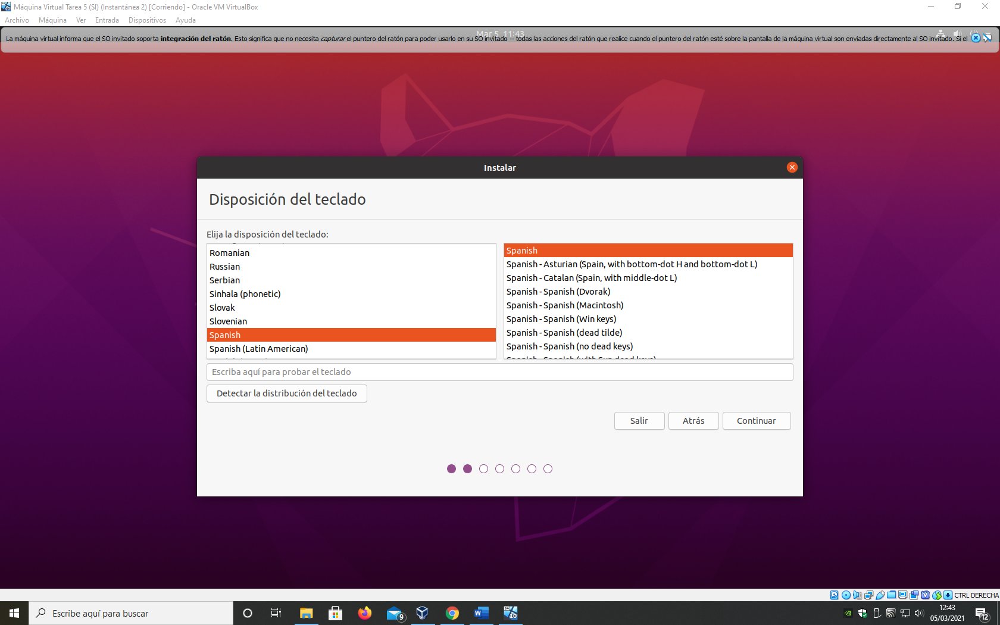 Máquina Virtual Tarea 5 (SI) (Instantánea 2) [Corriendo] - Oracle VM VirtualBox
Archivo Máquina Ver Entrada Dispositivos Ayuda
Mar 5 11:43
La máquina virtual informa que el SO invitado soporta integración del ratón. Esto significa que no necesita capturar el puntero del ratón para poder usarlo en su SO invitado -- todas las acciones del ratón que realice cuando el puntero del ratón esté sobre la pantalla de la máquina virtual son enviadas directamente al SO invitado. Si el
Instalar
Disposición del teclado
Elija la disposición del teclado:
Romanian
Russian
Serbian
Sinhala (phonetic)
Slovak
Slovenian
Spanish
Spanish (Latin American)
Spanish
Spanish - Asturian (Spain, with bottom-dot H and bottom-dot L)
Spanish - Catalan (Spain, with middle-dot L)
Spanish - Spanish (Dvorak)
Spanish - Spanish (Macintosh)
Spanish - Spanish (Win keys)
Spanish - Spanish (dead tilde)
Spanish - Spanish (no dead keys)
Spanish - Spanish (with Sun dead keys)
Escriba aquí para probar el teclado
Detectar la distribución del teclado
Salir Atrás Continuar
CTRL DERECHA
Escribe aquí para buscar
9
12:43
05/03/2021
12